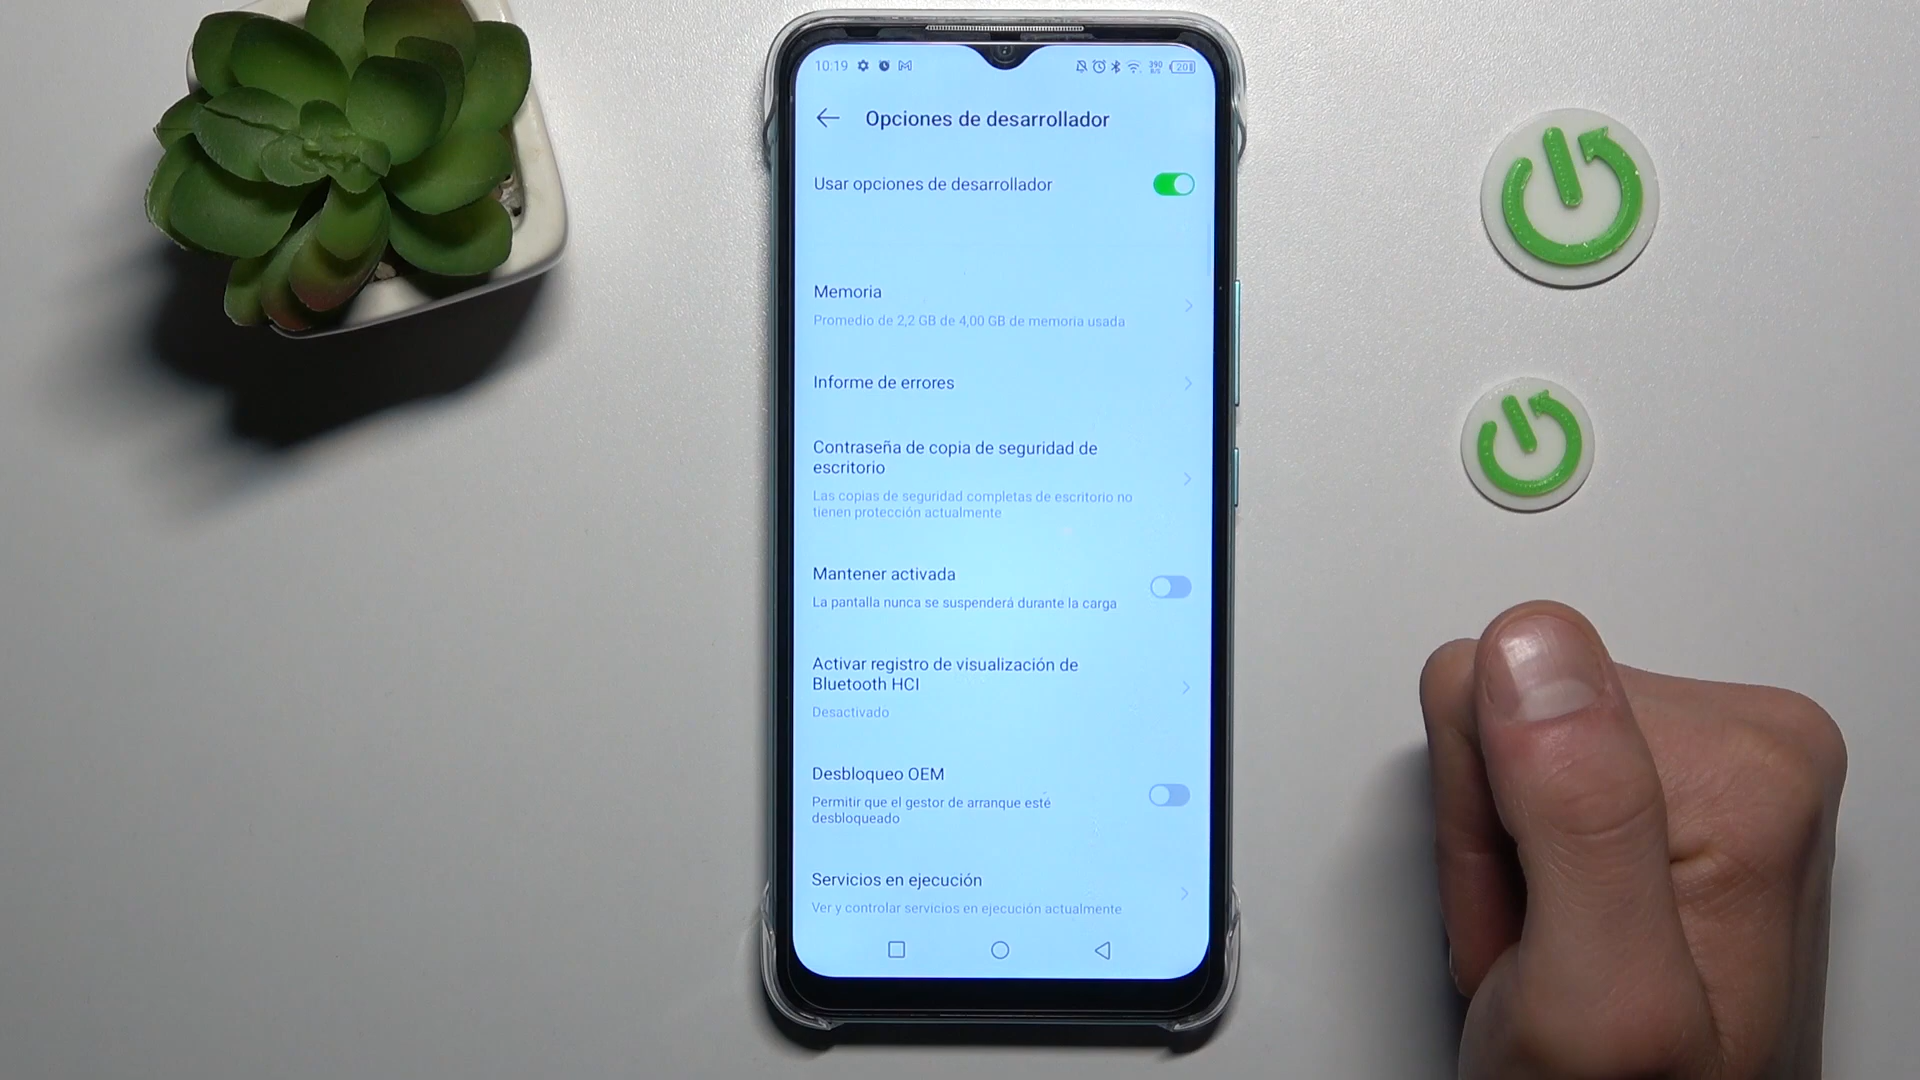 10:19
390
B/S
20
Opciones de desarrollador
Usar opciones de desarrollador
Memoria
Promedio de 2,2 GB de 4,00 GB de memoria usada
Informe de errores
Contraseña de copia de seguridad de
escritorio
Las copias de seguridad completas de escritorio no
tienen protección actualmente
Mantener activada
La pantalla nunca se suspenderá durante la carga
Activar registro de visualización de
Bluetooth HCI
Desactivado
Desbloqueo OEM
Permitir que el gestor de arranque esté
desbloqueado
Servicios en ejecución
Ver y controlar servicios en ejecución actualmente